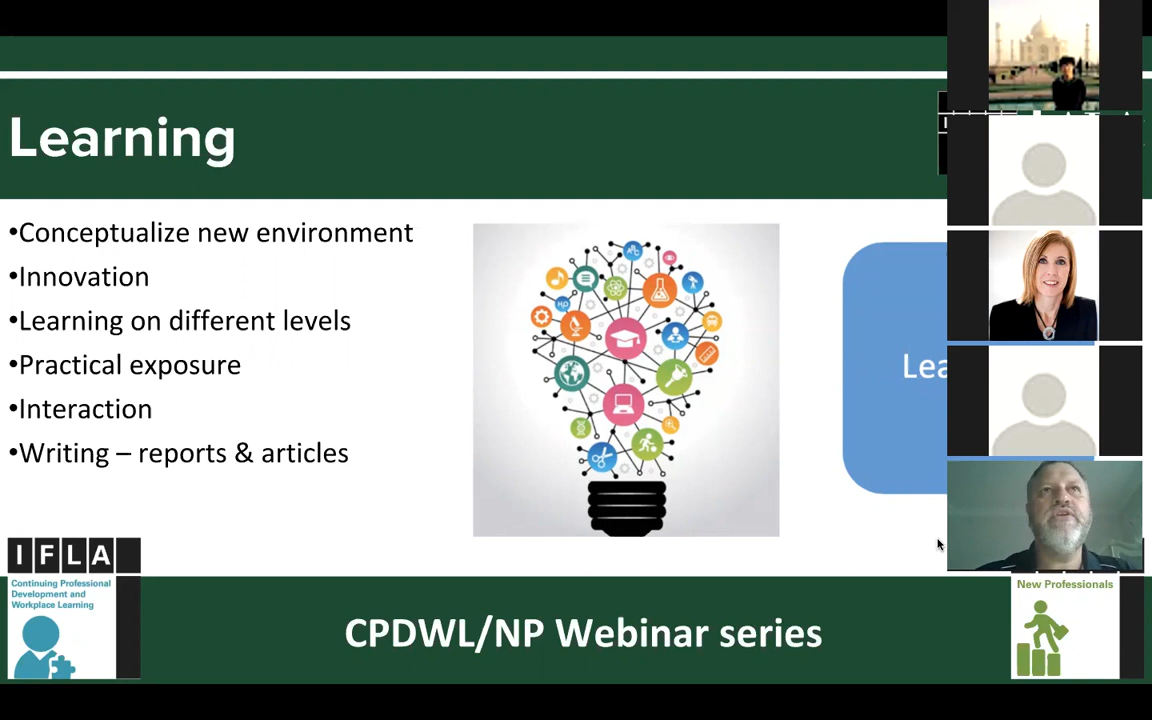 Learning
•Conceptualize new environment
•Innovation
•Learning on different levels
•Practical exposure
•Interaction
•Writing – reports & articles
Lea
IFLA
Continuing Professional
Development and
Workplace Learning
CPDWL/NP Webinar series
New Professionals